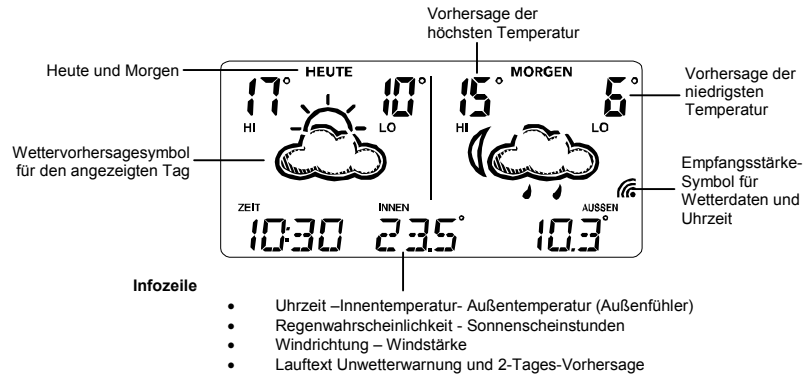 Vorhersage der
höchsten Temperatur
Heute und Morgen
HEUTE
MORGEN
17° 10° 15° 6°
HI LO HI LO
Vorhersage der
niedrigsten
Temperatur
Wettervorhersagesymbol
für den angezeigten Tag
Empfangsstärke-
Symbol für
Wetterdaten und
Uhrzeit
ZEIT INNEN AUSSEN
10:30 23.5° 10.3°
Infozeile
• Uhrzeit –Innentemperatur- Außentemperatur (Außenfühler)
• Regenwahrscheinlichkeit - Sonnenscheinstunden
• Windrichtung – Windstärke
• Lauftext Unwetterwarnung und 2-Tages-Vorhersage